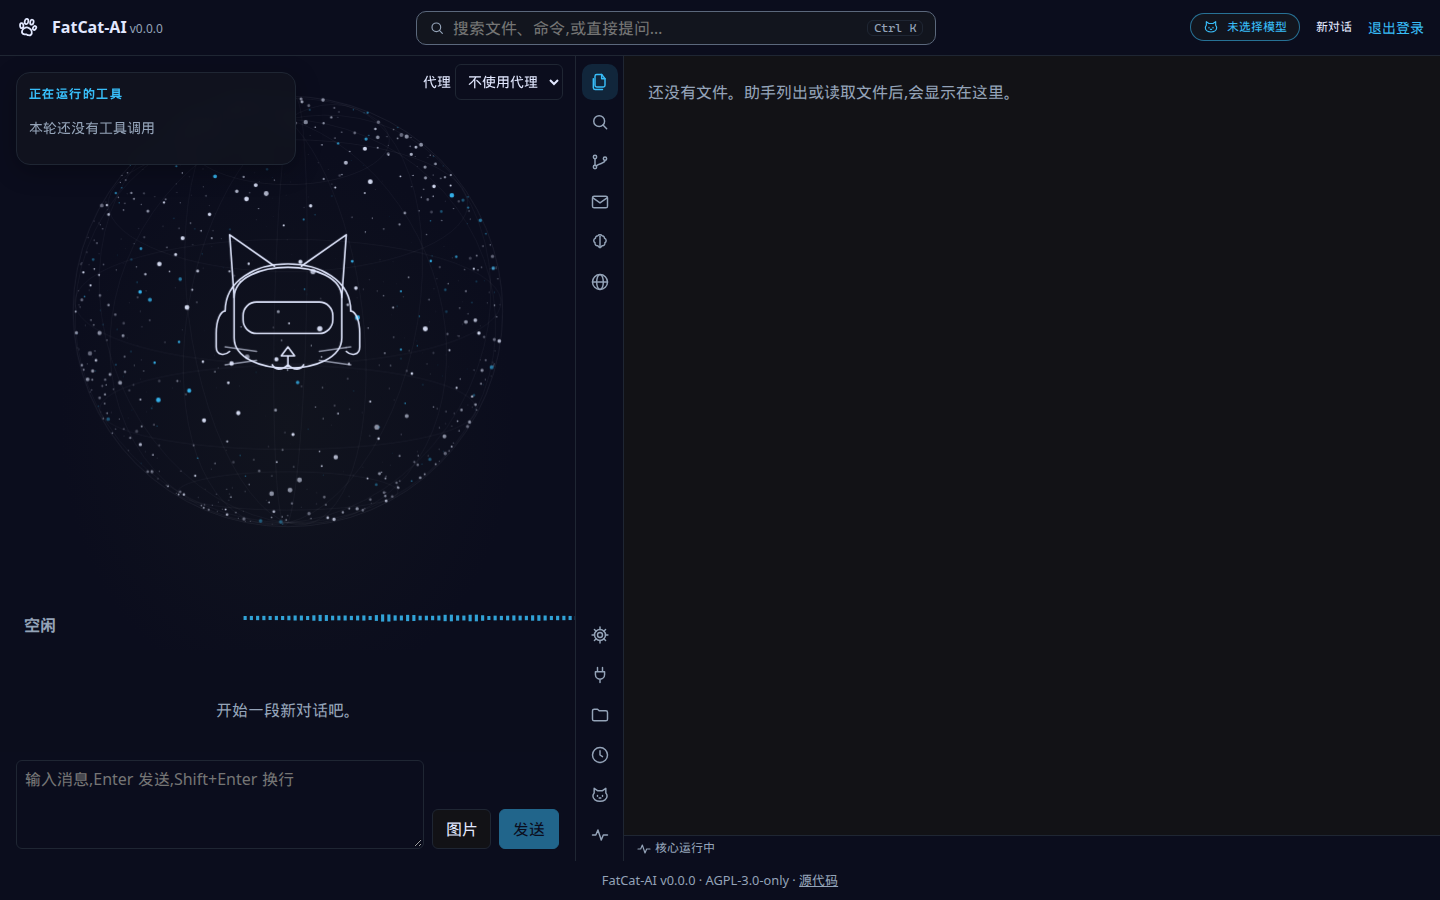 FatCat-AI v0.0.0
搜索文件、命令,或直接提问...
Ctrl K
未选择模型
新对话
退出登录
正在运行的工具
本轮还没有工具调用
代理
不使用代理
还没有文件。助手列出或读取文件后,会显示在这里。
空闲
开始一段新对话吧。
输入消息,Enter 发送,Shift+Enter 换行
图片
发送
核心运行中
FatCat-AI v0.0.0 · AGPL-3.0-only · 源代码